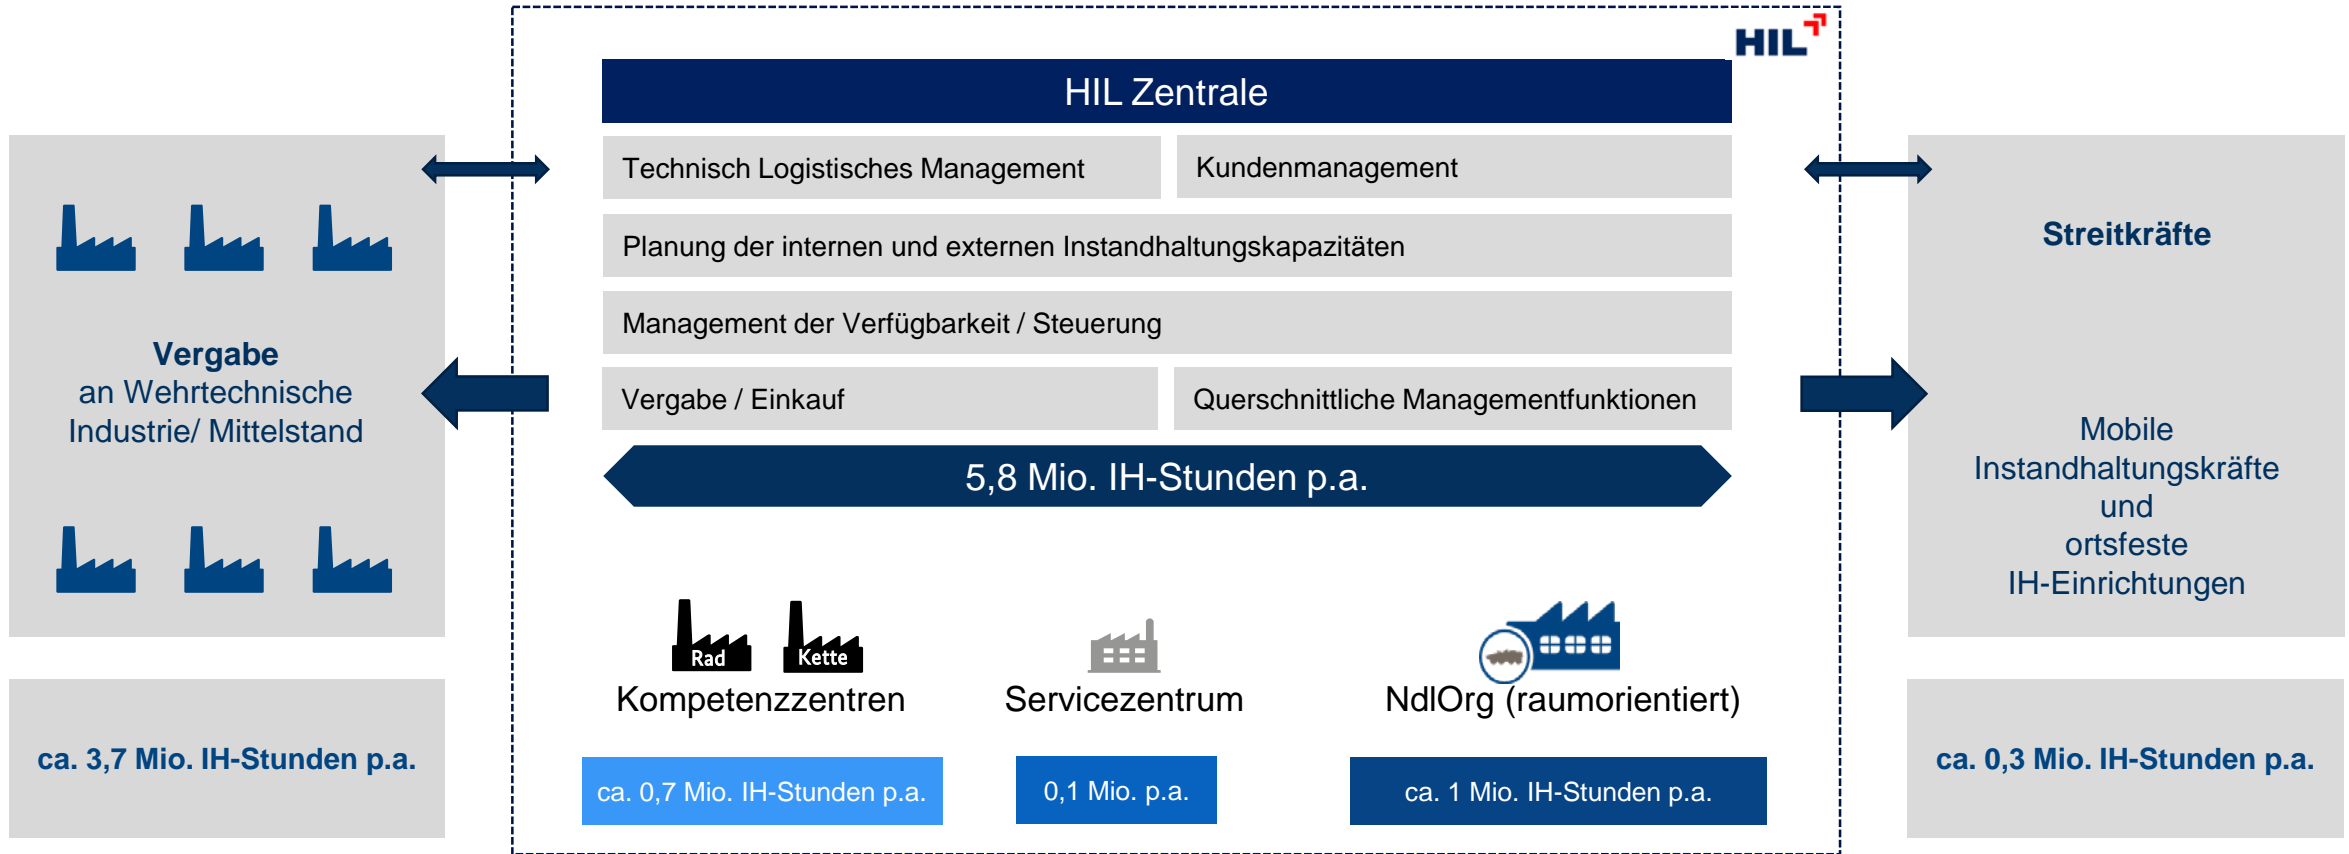 HIL
HIL Zentrale
Technisch Logistisches Management
Kundenmanagement
Planung der internen und externen Instandhaltungskapazitäten
Management der Verfügbarkeit / Steuerung
Vergabe / Einkauf
Querschnittliche Managementfunktionen
5,8 Mio. IH-Stunden p.a.
Vergabe
an Wehrtechnische
Industrie/ Mittelstand
ca. 3,7 Mio. IH-Stunden p.a.
Rad
Kette
Kompetenzzentren
ca. 0,7 Mio. IH-Stunden p.a.
Servicezentrum
0,1 Mio. p.a.
NdlOrg (raumorientiert)
ca. 1 Mio. IH-Stunden p.a.
Streitkräfte
Mobile
Instandhaltungskräfte
und
ortsfeste
IH-Einrichtungen
ca. 0,3 Mio. IH-Stunden p.a.